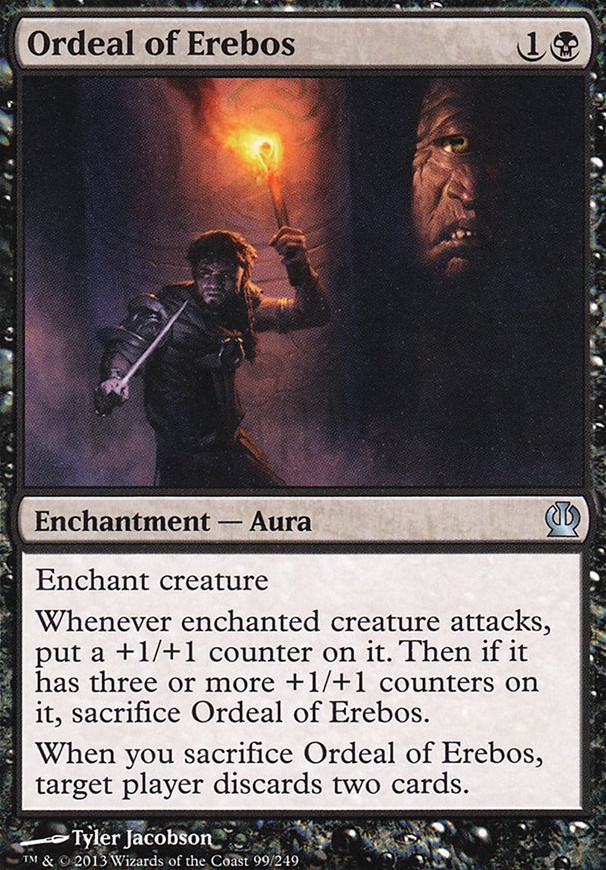 Ordeal of Erebos 1
Enchantment — Aura
Enchant creature
Whenever enchanted creature attacks,
put a +1/+1 counter on it. Then if it
has three or more +1/+1 counters on
it, sacrifice Ordeal of Erebos.
When you sacrifice Ordeal of Erebos,
target player discards two cards.
Tyler Jacobson
™ & © 2013 Wizards of the Coast 99/249